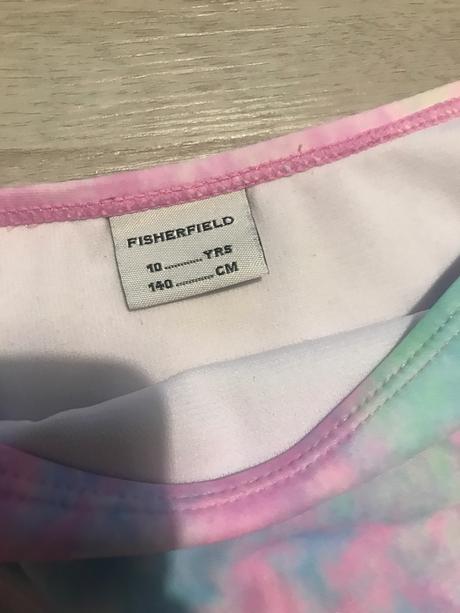 FISHERFIELD
10 ............ YRS
140 ............ CM